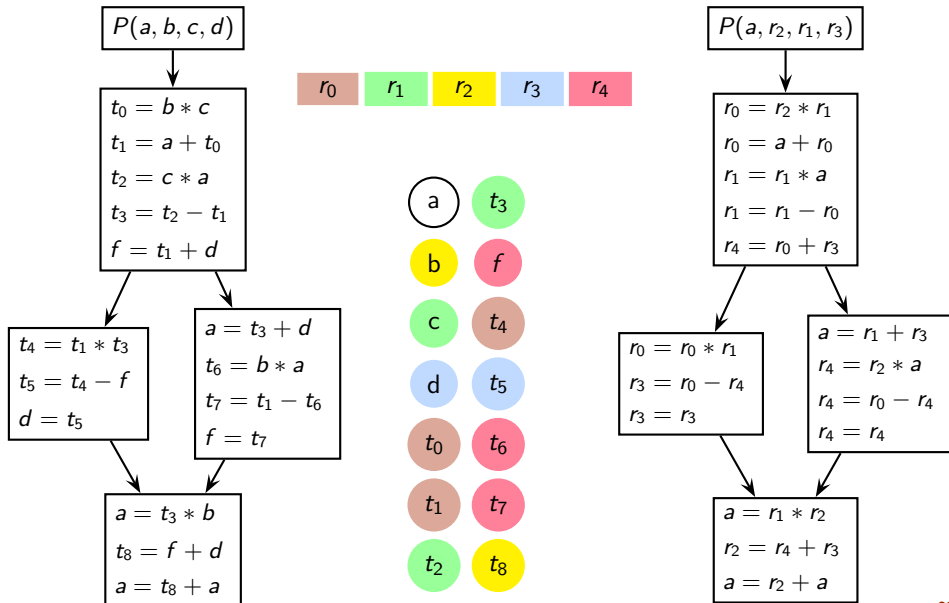 P(a, b, c, d)
t₀ = b * c
t₁ = a + t₀
t₂ = c * a
t₃ = t₂ − t₁
f = t₁ + d
t₄ = t₁ * t₃
t₅ = t₄ − f
d = t₅
a = t₃ + d
t₆ = b * a
t₇ = t₁ − t₆
f = t₇
a = t₃ * b
t₈ = f + d
a = t₈ + a
r₀ r₁ r₂ r₃ r₄
a t₃
b f
c t₄
d t₅
t₀ t₆
t₁ t₇
t₂ t₈
P(a, r₂, r₁, r₃)
r₀ = r₂ * r₁
r₀ = a + r₀
r₁ = r₁ * a
r₁ = r₁ − r₀
r₄ = r₀ + r₃
r₀ = r₀ * r₁
r₃ = r₀ − r₄
r₃ = r₃
a = r₁ + r₃
r₄ = r₂ * a
r₄ = r₀ − r₄
r₄ = r₄
a = r₁ * r₂
r₂ = r₄ + r₃
a = r₂ + a